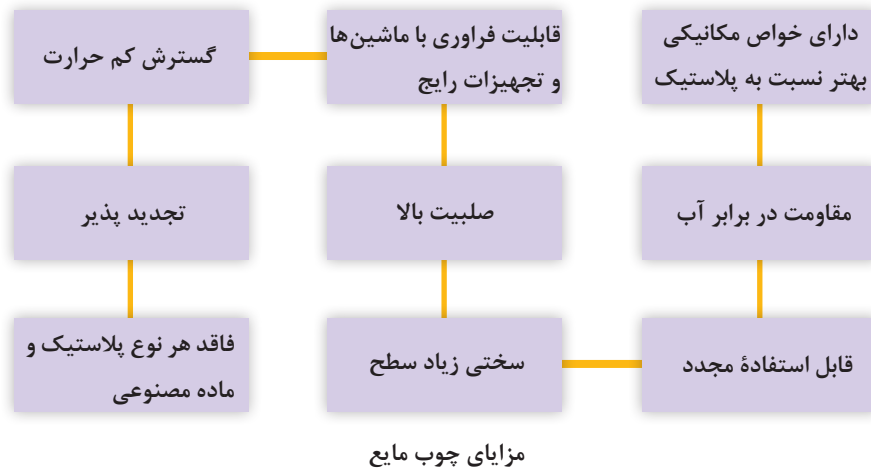 دارای خواص مکانیکی
بهتر نسبت به پلاستیک
مقاومت در برابر آب
قابل استفادهٔ مجدد
سختی زیاد سطح
صلبیت بالا
قابلیت فراوری با ماشین‌ها
و تجهیزات رایج
گسترش کم حرارت
تجدید پذیر
فاقد هر نوع پلاستیک و
ماده مصنوعی
مزایای چوب مایع